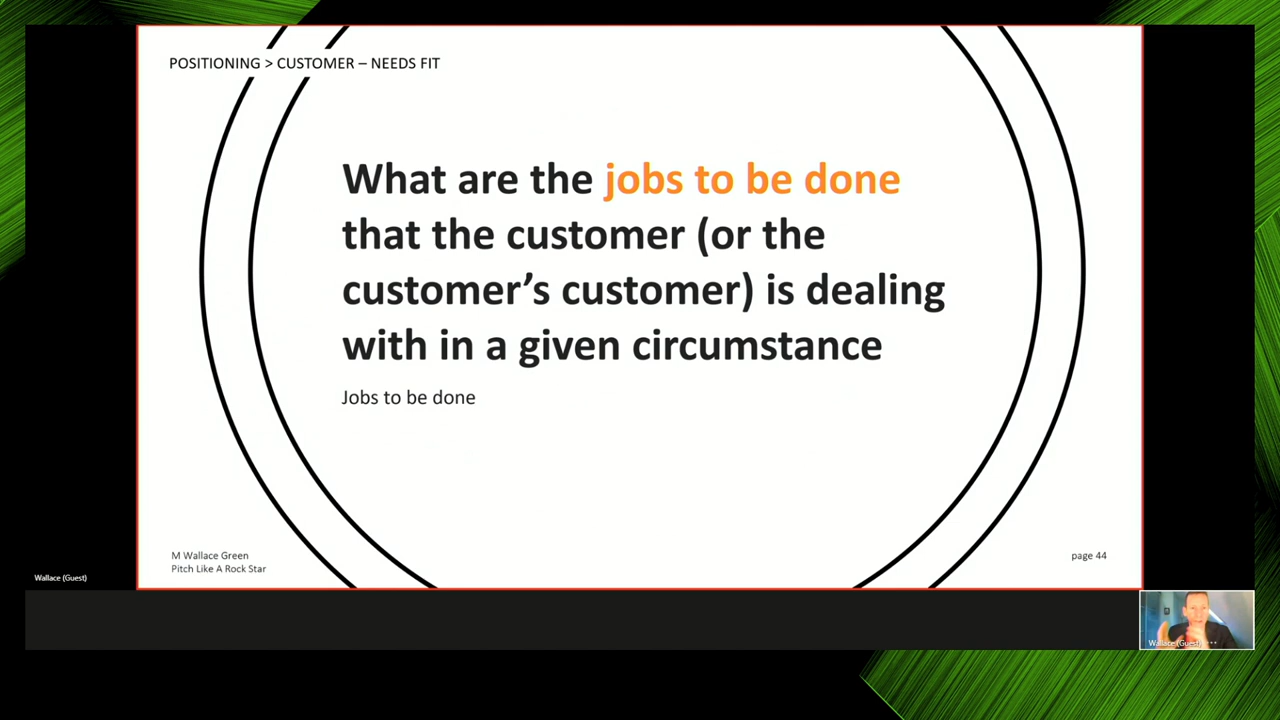 POSITIONING > CUSTOMER – NEEDS FIT
What are the jobs to be done
that the customer (or the
customer’s customer) is dealing
with in a given circumstance
Jobs to be done
M Wallace Green
Pitch Like A Rock Star
page 44
Wallace (Guest)
Wallace (Guest)